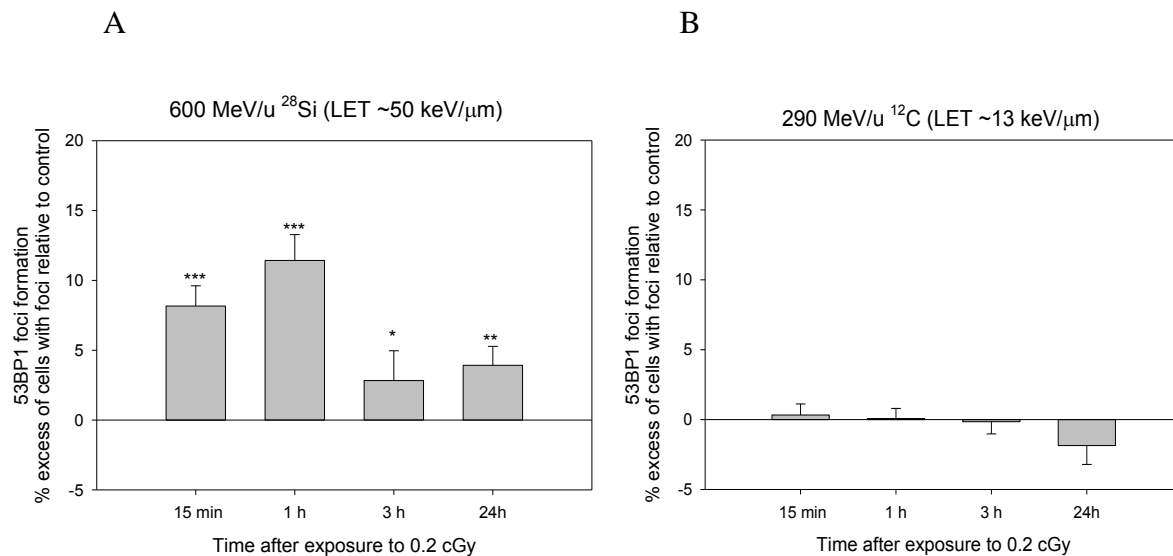 A
600 MeV/u ²⁸Si (LET ~50 keV/μm)
53BP1 foci formation
% excess of cells with foci relative to control
20
15
10
5
0
-5
***
***
*
**
15 min 1 h 3 h 24h
Time after exposure to 0.2 cGy
B
290 MeV/u ¹²C (LET ~13 keV/μm)
53BP1 foci formation
% excess of cells with foci relative to control
20
15
10
5
0
-5
15 min 1 h 3 h 24h
Time after exposure to 0.2 cGy